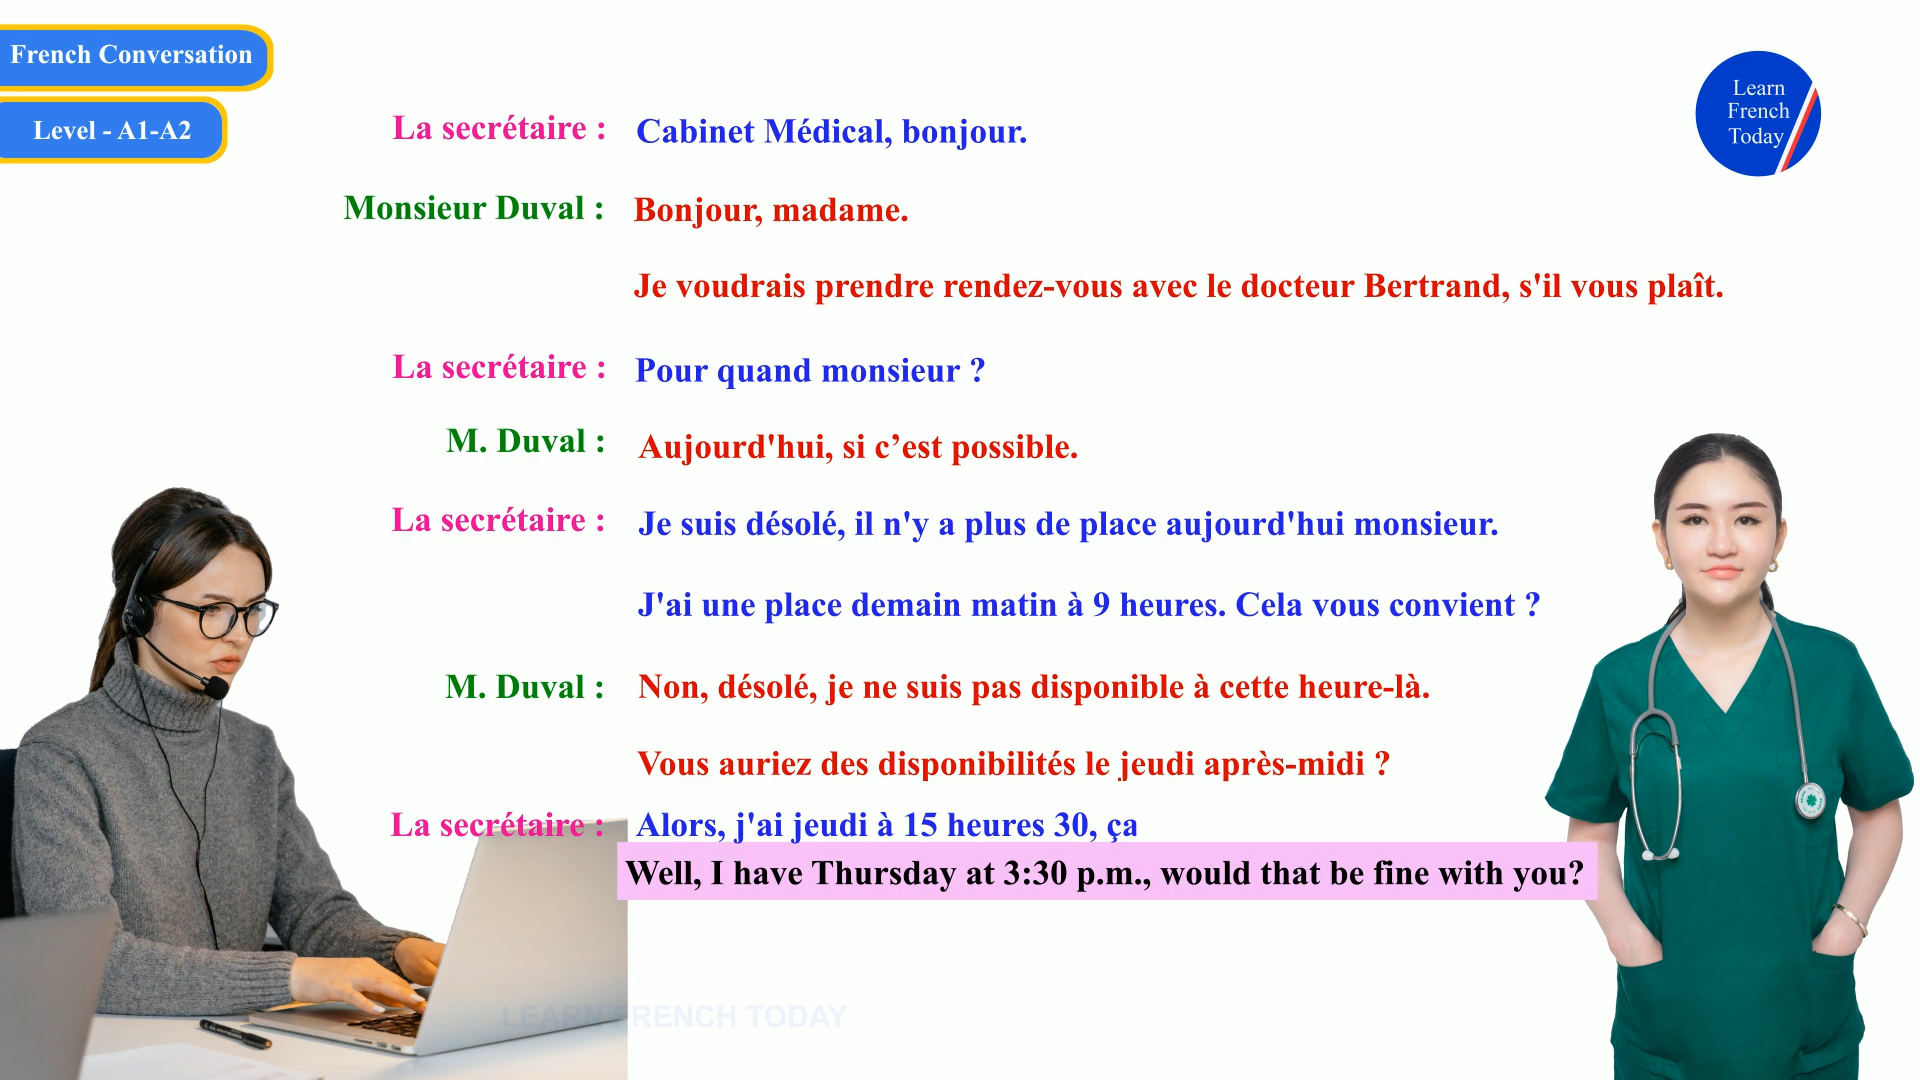 French Conversation
Level - A1-A2
Learn
French
Today
La secrétaire : Cabinet Médical, bonjour.
Monsieur Duval : Bonjour, madame.
Je voudrais prendre rendez-vous avec le docteur Bertrand, s'il vous plaît.
La secrétaire : Pour quand monsieur ?
M. Duval : Aujourd'hui, si c’est possible.
La secrétaire : Je suis désolé, il n'y a plus de place aujourd'hui monsieur.
J'ai une place demain matin à 9 heures. Cela vous convient ?
M. Duval : Non, désolé, je ne suis pas disponible à cette heure-là.
Vous auriez des disponibilités le jeudi après-midi ?
La secrétaire : Alors, j'ai jeudi à 15 heures 30, ça
Well, I have Thursday at 3:30 p.m., would that be fine with you?
LEARN FRENCH TODAY